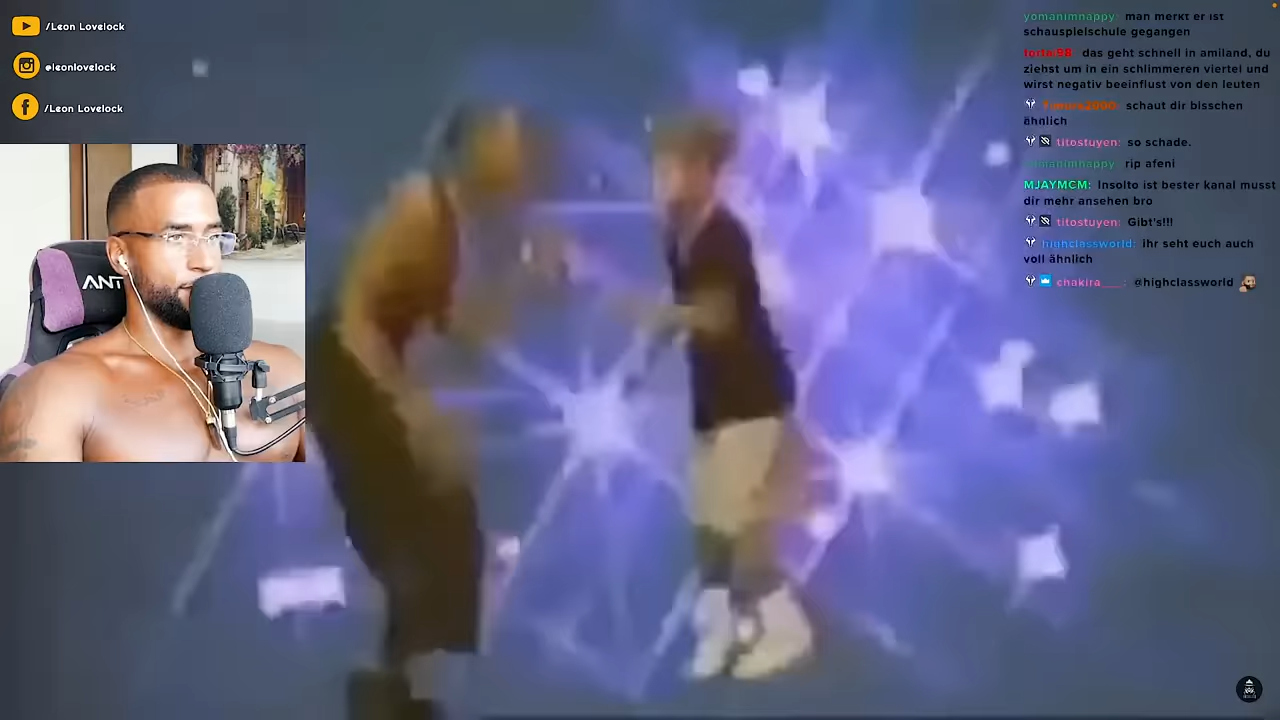 /Leon Lovelock
@leonlovelock
/Leon Lovelock
ANT
yomanimnappy: man merkt er ist
schauspielschule gegangen
das geht schnell in amiland, du
ziehst um in ein schlimmeren viertel und
wirst negativ beeinflust von den leuten
schaut dir bisschen
ähnlich
titostuyen: so schade.
yomanimnappy: rip afeni
MJAYMCM: Insolto ist bester kanal musst
dir mehr ansehen bro
titostuyen: Gibt's!!!
highclassworld: ihr seht euch auch
voll ähnlich
chakira___: @highclassworld